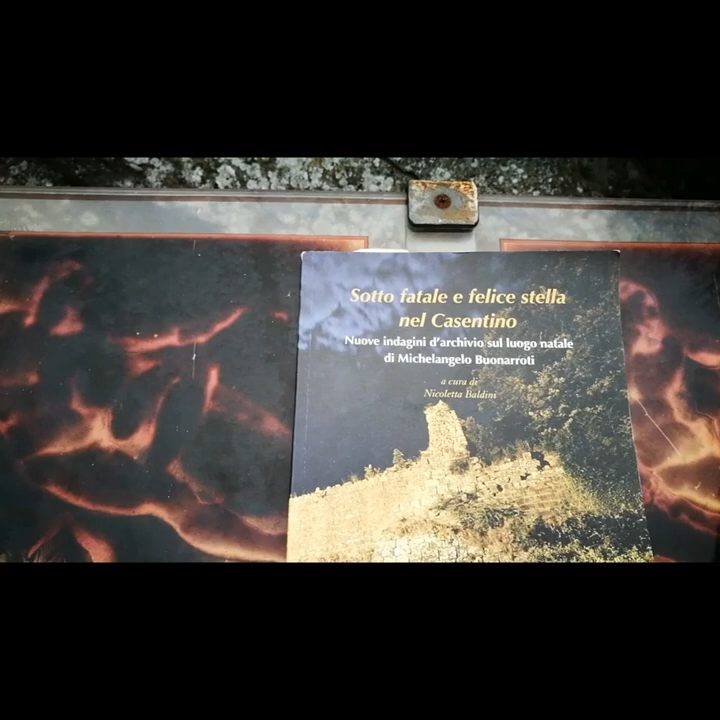 Sotto fatale e felice stella
nel Casentino
Nuove indagini d'archivio sul luogo natale
di Michelangelo Buonarroti
a cura di
Nicoletta Baldini